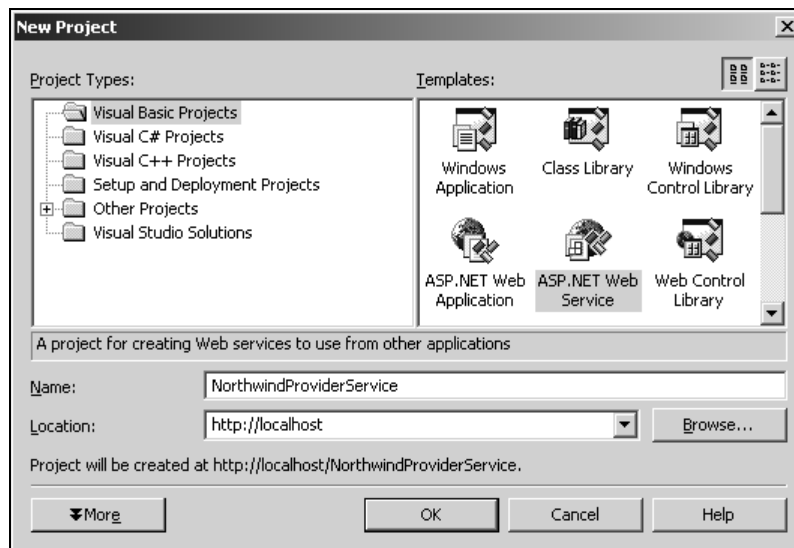 New Project
Project Types:
Templates:
Visual Basic Projects
Visual C# Projects
Visual C++ Projects
Setup and Deployment Projects
Other Projects
Visual Studio Solutions
Windows
Application
Class Library
Windows
Control Library
ASP.NET Web
Application
ASP.NET Web
Service
Web Control
Library
A project for creating Web services to use from other applications
Name:
NorthwindProviderService
Location:
http://localhost
Browse...
Project will be created at http://localhost/NorthwindProviderService.
More
OK
Cancel
Help